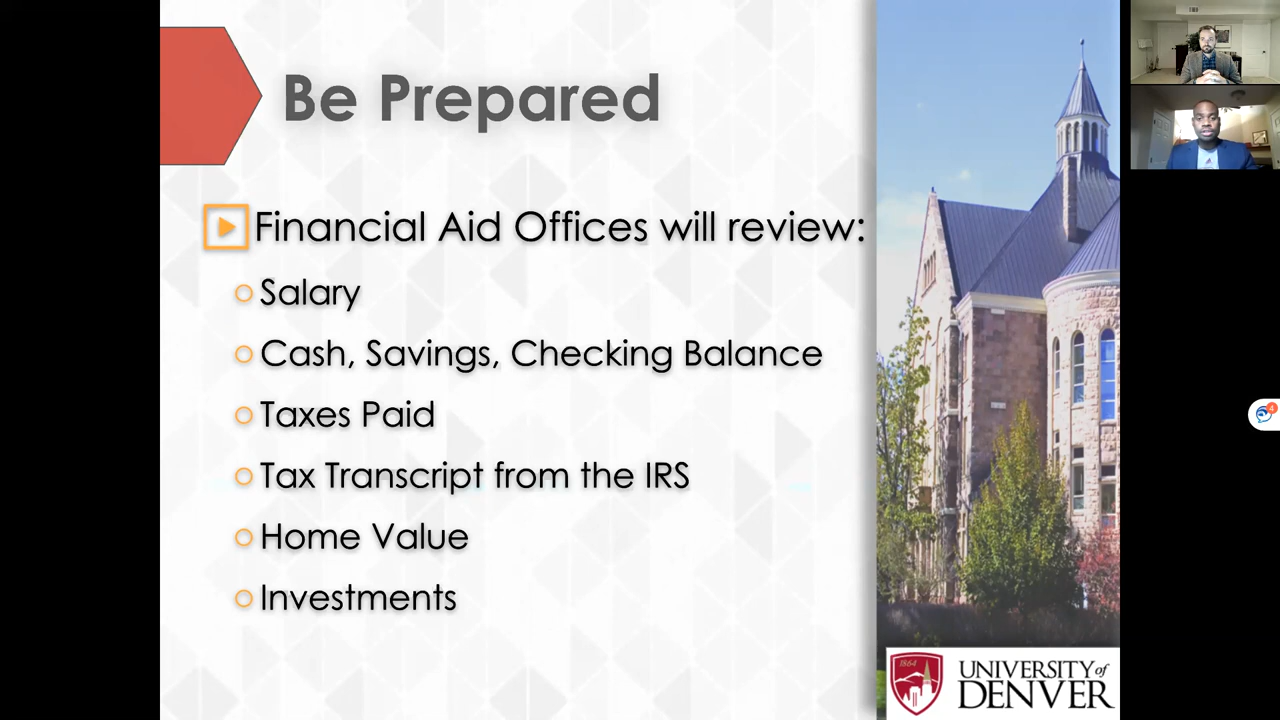 Be Prepared
Financial Aid Offices will review:
Salary
Cash, Savings, Checking Balance
Taxes Paid
Tax Transcript from the IRS
Home Value
Investments
4
1864
UNIVERSITY of
DENVER